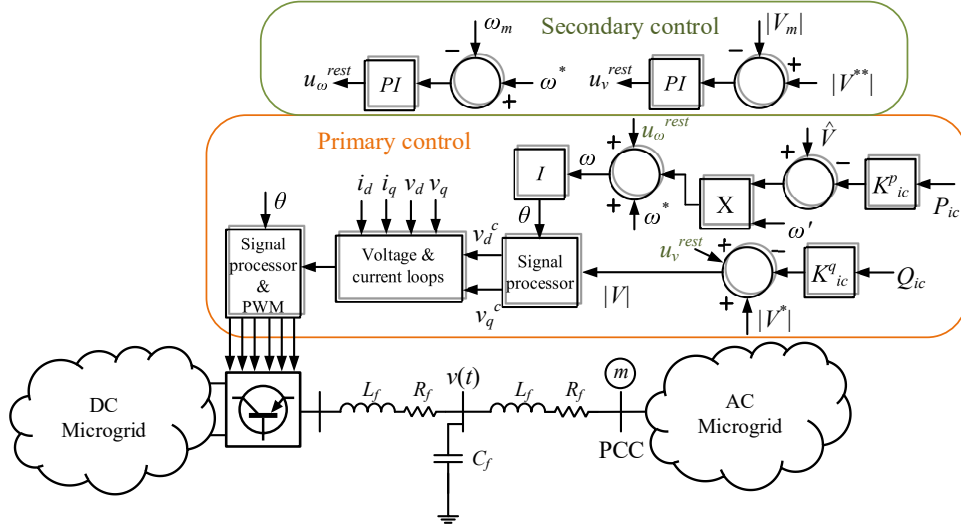 Secondary control
ω_m
|V_m|
− −
+
u_ω^rest PI ω^*
u_v^rest PI |V^**|
+
Primary control
u_ω^rest
V̂
+ + −
ω
I
K^p_ic
i_d i_q v_d v_q
X
+
θ
θ
ω^*
ω′
P_ic
v_d^c
u_v^rest
+ −
Signal
processor
&
PWM
Voltage &
current loops
Signal
processor
K^q_ic
Q_ic
|V|
+
v_q^c
|V^*|
DC
Microgrid
L_f R_f v(t) L_f R_f
m
AC
Microgrid
PCC
C_f